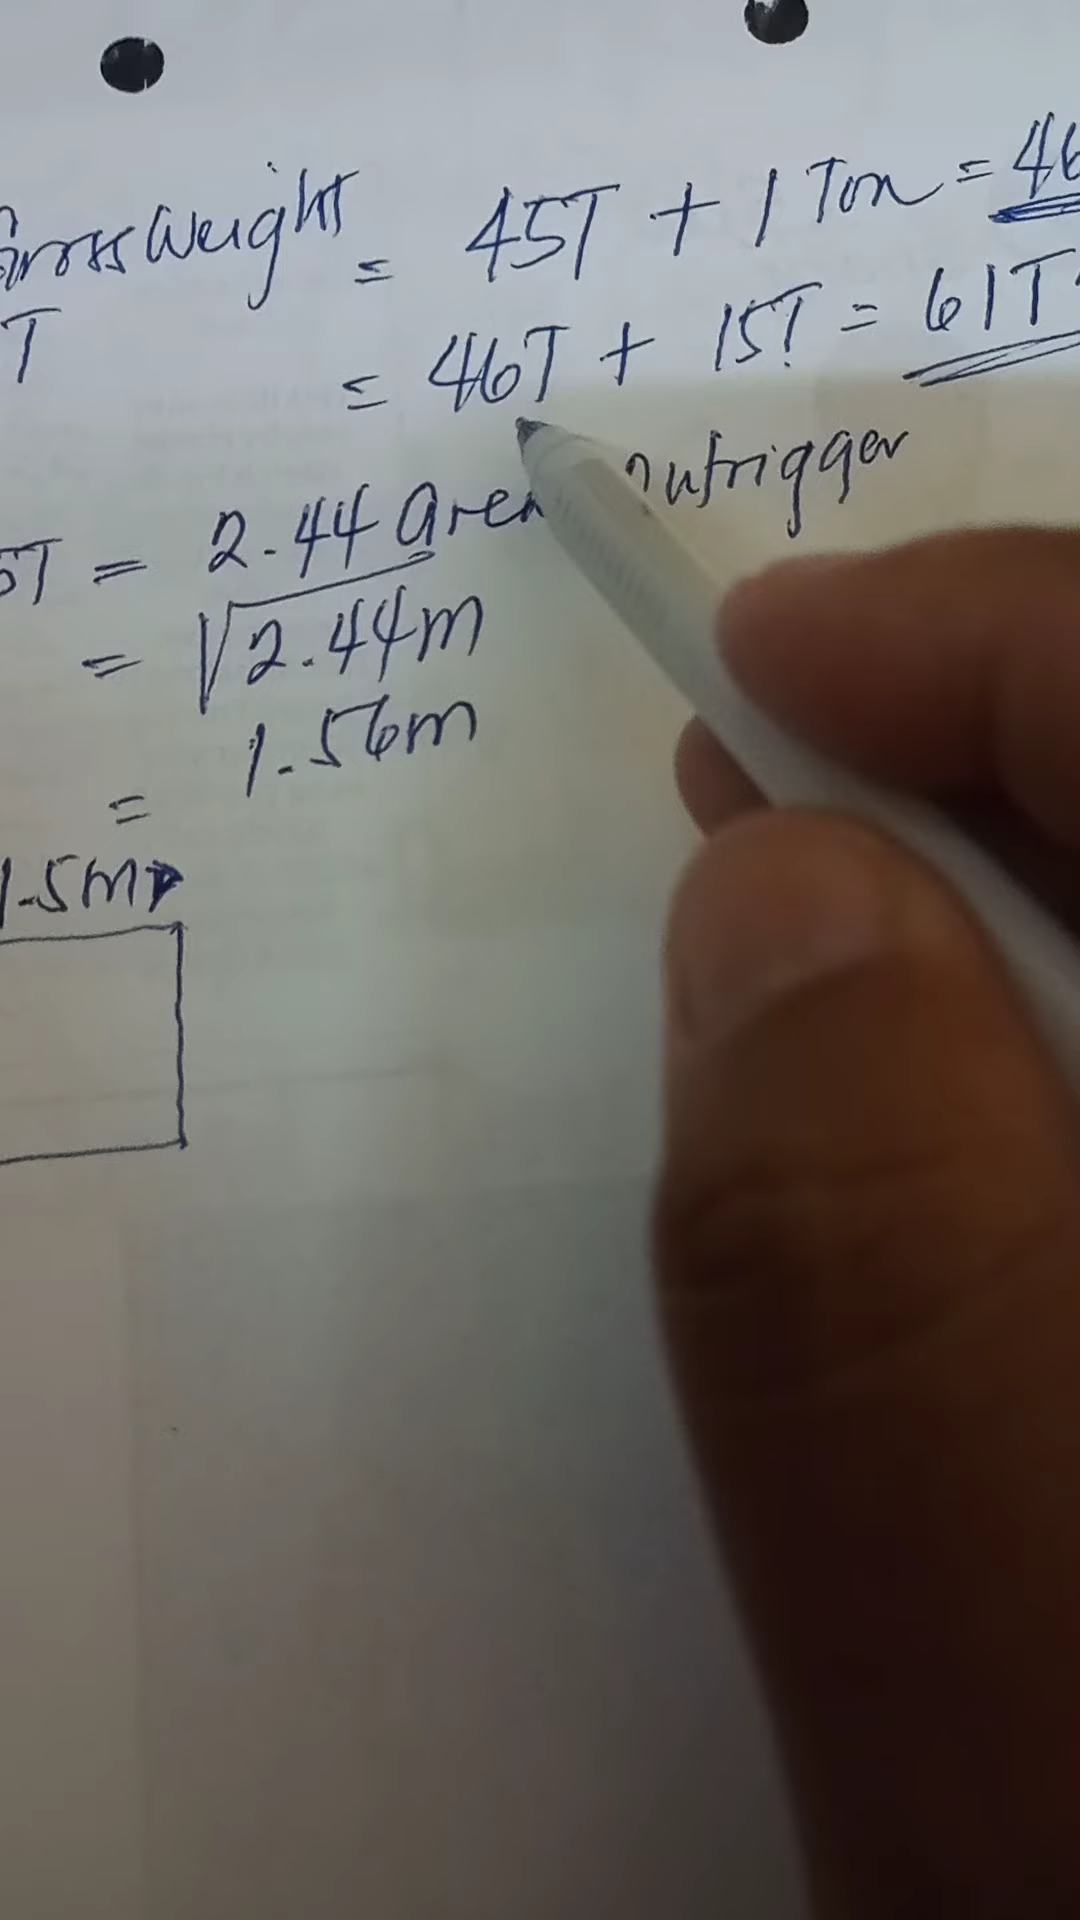 Gross Weight = 45T + 1 Ton = 46
T
= 46T + 15T = 61T
5T = 2.44 area outrigger
= √2.44m
= 1.56m
1.5m